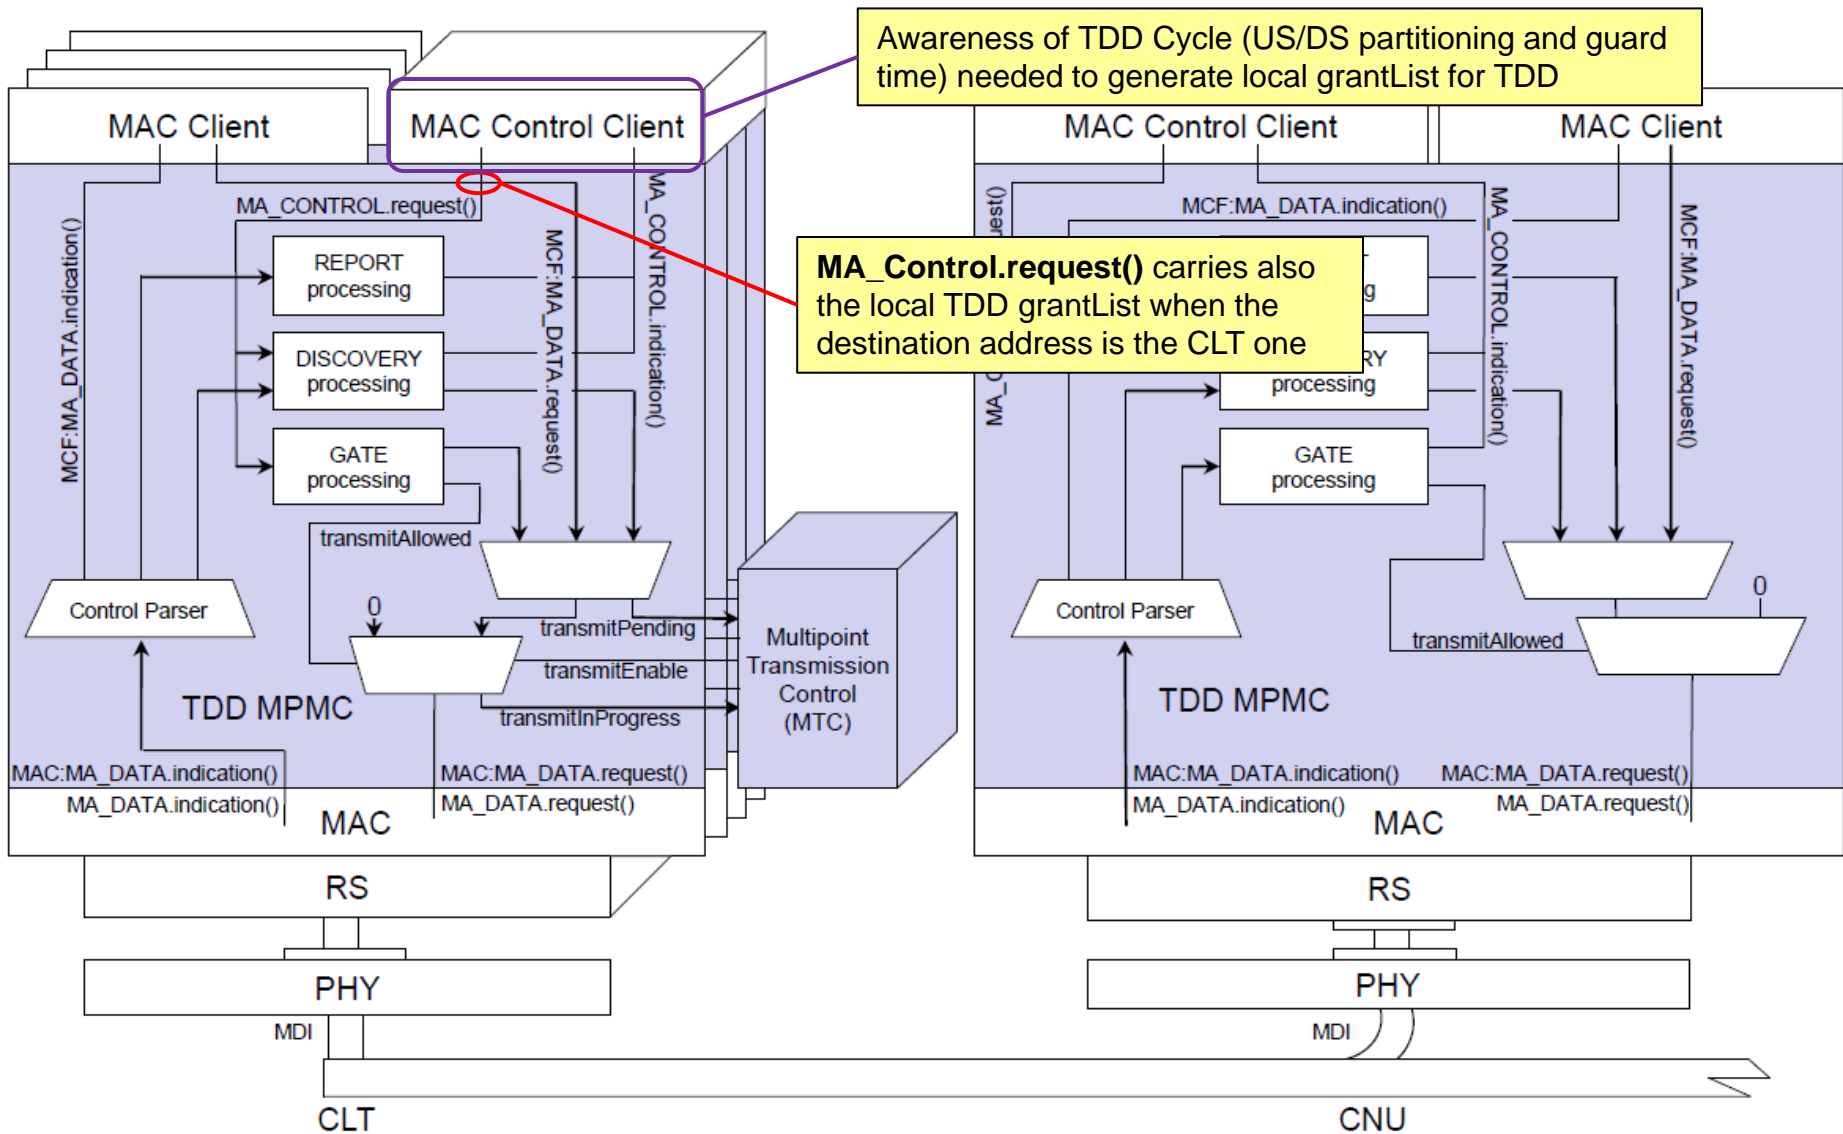 Awareness of TDD Cycle (US/DS partitioning and guard
time) needed to generate local grantList for TDD
MAC Client
MAC Control Client
MA_CONTROL.request()
MCF:MA_DATA.indication()
MCF:MA_DATA.request()
MA_CONTROL.indication()
REPORT
processing
DISCOVERY
processing
GATE
processing
transmitAllowed
Control Parser
0
transmitPending
transmitEnable
transmitInProgress
TDD MPMC
Multipoint
Transmission
Control
(MTC)
MAC:MA_DATA.indication()
MAC:MA_DATA.request()
MA_DATA.indication()
MA_DATA.request()
MAC
RS
PHY
MDI
CLT
MA_Control.request() carries also
the local TDD grantList when the
destination address is the CLT one
MAC Control Client
MAC Client
MCF:MA_DATA.indication()
MA_CONTROL.indication()
MCF:MA_DATA.request()
processing
GATE
processing
Control Parser
transmitAllowed
0
TDD MPMC
MAC:MA_DATA.indication()
MAC:MA_DATA.request()
MA_DATA.indication()
MA_DATA.request()
MAC
RS
PHY
MDI
CNU